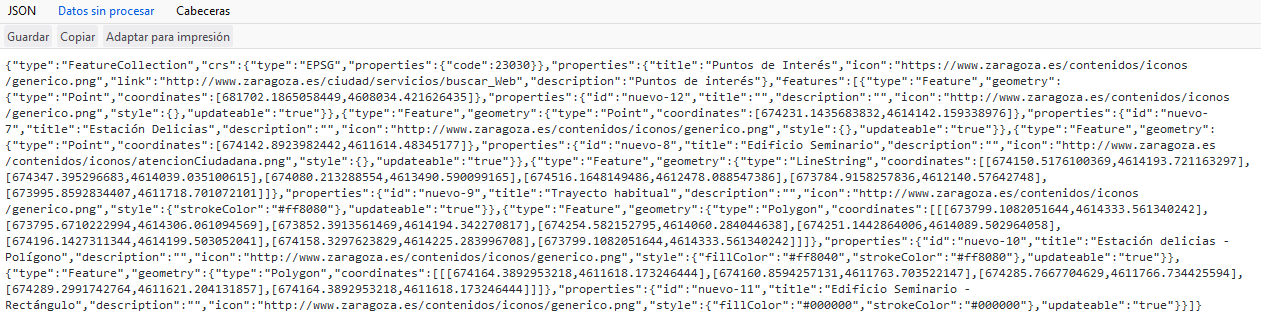 JSON Datos sin procesar Cabeceras
Guardar Copiar Adaptar para impresión
{"type":"FeatureCollection","crs":{"type":"EPSG","properties":{"code":23030}},"properties":{"title":"Puntos de Interés","icon":"https://www.zaragoza.es/contenidos/iconos
/generico.png","link":"http://www.zaragoza.es/ciudad/servicios/buscar_Web","description":"Puntos de interés"},"features":[{"type":"Feature","geometry":
{"type":"Point","coordinates":[681702.1865058449,4608034.421626435]},"properties":{"id":"nuevo-12","title":"","description":"","icon":"http://www.zaragoza.es/contenidos/iconos
/generico.png","style":{},"updateable":"true"}},{"type":"Feature","geometry":{"type":"Point","coordinates":[674231.1435683832,4614142.159338976]},"properties":{"id":"nuevo-
7","title":"Estación Delicias","description":"","icon":"http://www.zaragoza.es/contenidos/iconos/generico.png","style":{},"updateable":"true"}},{"type":"Feature","geometry":
{"type":"Point","coordinates":[674142.8923982442,4611614.48345177]},"properties":{"id":"nuevo-8","title":"Edificio Seminario","description":"","icon":"http://www.zaragoza.es
/contenidos/iconos/atencionCiudadana.png","style":{},"updateable":"true"}},{"type":"Feature","geometry":{"type":"LineString","coordinates":[[674150.5176100369,4614193.721163297],
[674347.395296683,4614039.035100615],[674080.213288554,4613490.590099165],[674516.1648149486,4612478.088547386],[673784.9158257836,4612140.57642748],
[673995.8592834407,4611718.701072101]]]},"properties":{"id":"nuevo-9","title":"Trayecto habitual","description":"","icon":"http://www.zaragoza.es/contenidos/iconos
/generico.png","style":{"strokeColor":"#ff8080"},"updateable":"true"}},{"type":"Feature","geometry":{"type":"Polygon","coordinates":[[[673799.1082051644,4614333.561340242],
[673795.6710222994,4614306.061094569],[673852.3913561469,4614194.342270817],[674254.582152795,4614060.284044638],[674251.1442864006,4614089.502964058],
[674196.1427311344,4614199.503052041],[674158.3297623829,4614225.283996708],[673799.1082051644,4614333.561340242]]]},"properties":{"id":"nuevo-10","title":"Estación delicias -
Polígono","description":"","icon":"http://www.zaragoza.es/contenidos/iconos/generico.png","style":{"fillColor":"#ff8040","strokeColor":"#ff8080"},"updateable":"true"}},
{"type":"Feature","geometry":{"type":"Polygon","coordinates":[[[674164.3892953218,4611618.173246444],[674160.8594257131,4611763.703522147],[674285.7667704629,4611766.734425594],
[674289.2991742764,4611621.204131857],[674164.3892953218,4611618.173246444]]]},"properties":{"id":"nuevo-11","title":"Edificio Seminario -
Rectángulo","description":"","icon":"http://www.zaragoza.es/contenidos/iconos/generico.png","style":{"fillColor":"#000000","strokeColor":"#000000"},"updateable":"true"}}]}